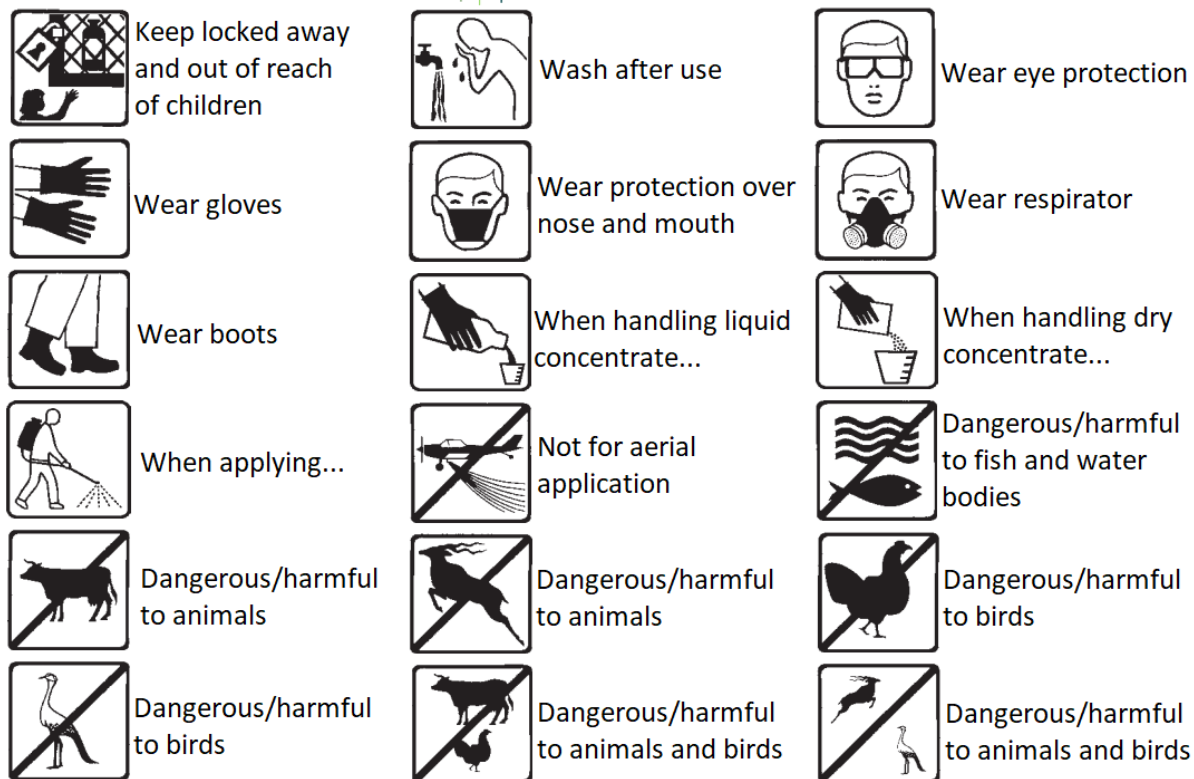 Keep locked away
and out of reach
of children
Wash after use
Wear eye protection
Wear gloves
Wear protection over
nose and mouth
Wear respirator
Wear boots
When handling liquid
concentrate...
When handling dry
concentrate...
When applying...
Not for aerial
application
Dangerous/harmful
to fish and water
bodies
Dangerous/harmful
to animals
Dangerous/harmful
to animals
Dangerous/harmful
to birds
Dangerous/harmful
to birds
Dangerous/harmful
to animals and birds
Dangerous/harmful
to animals and birds